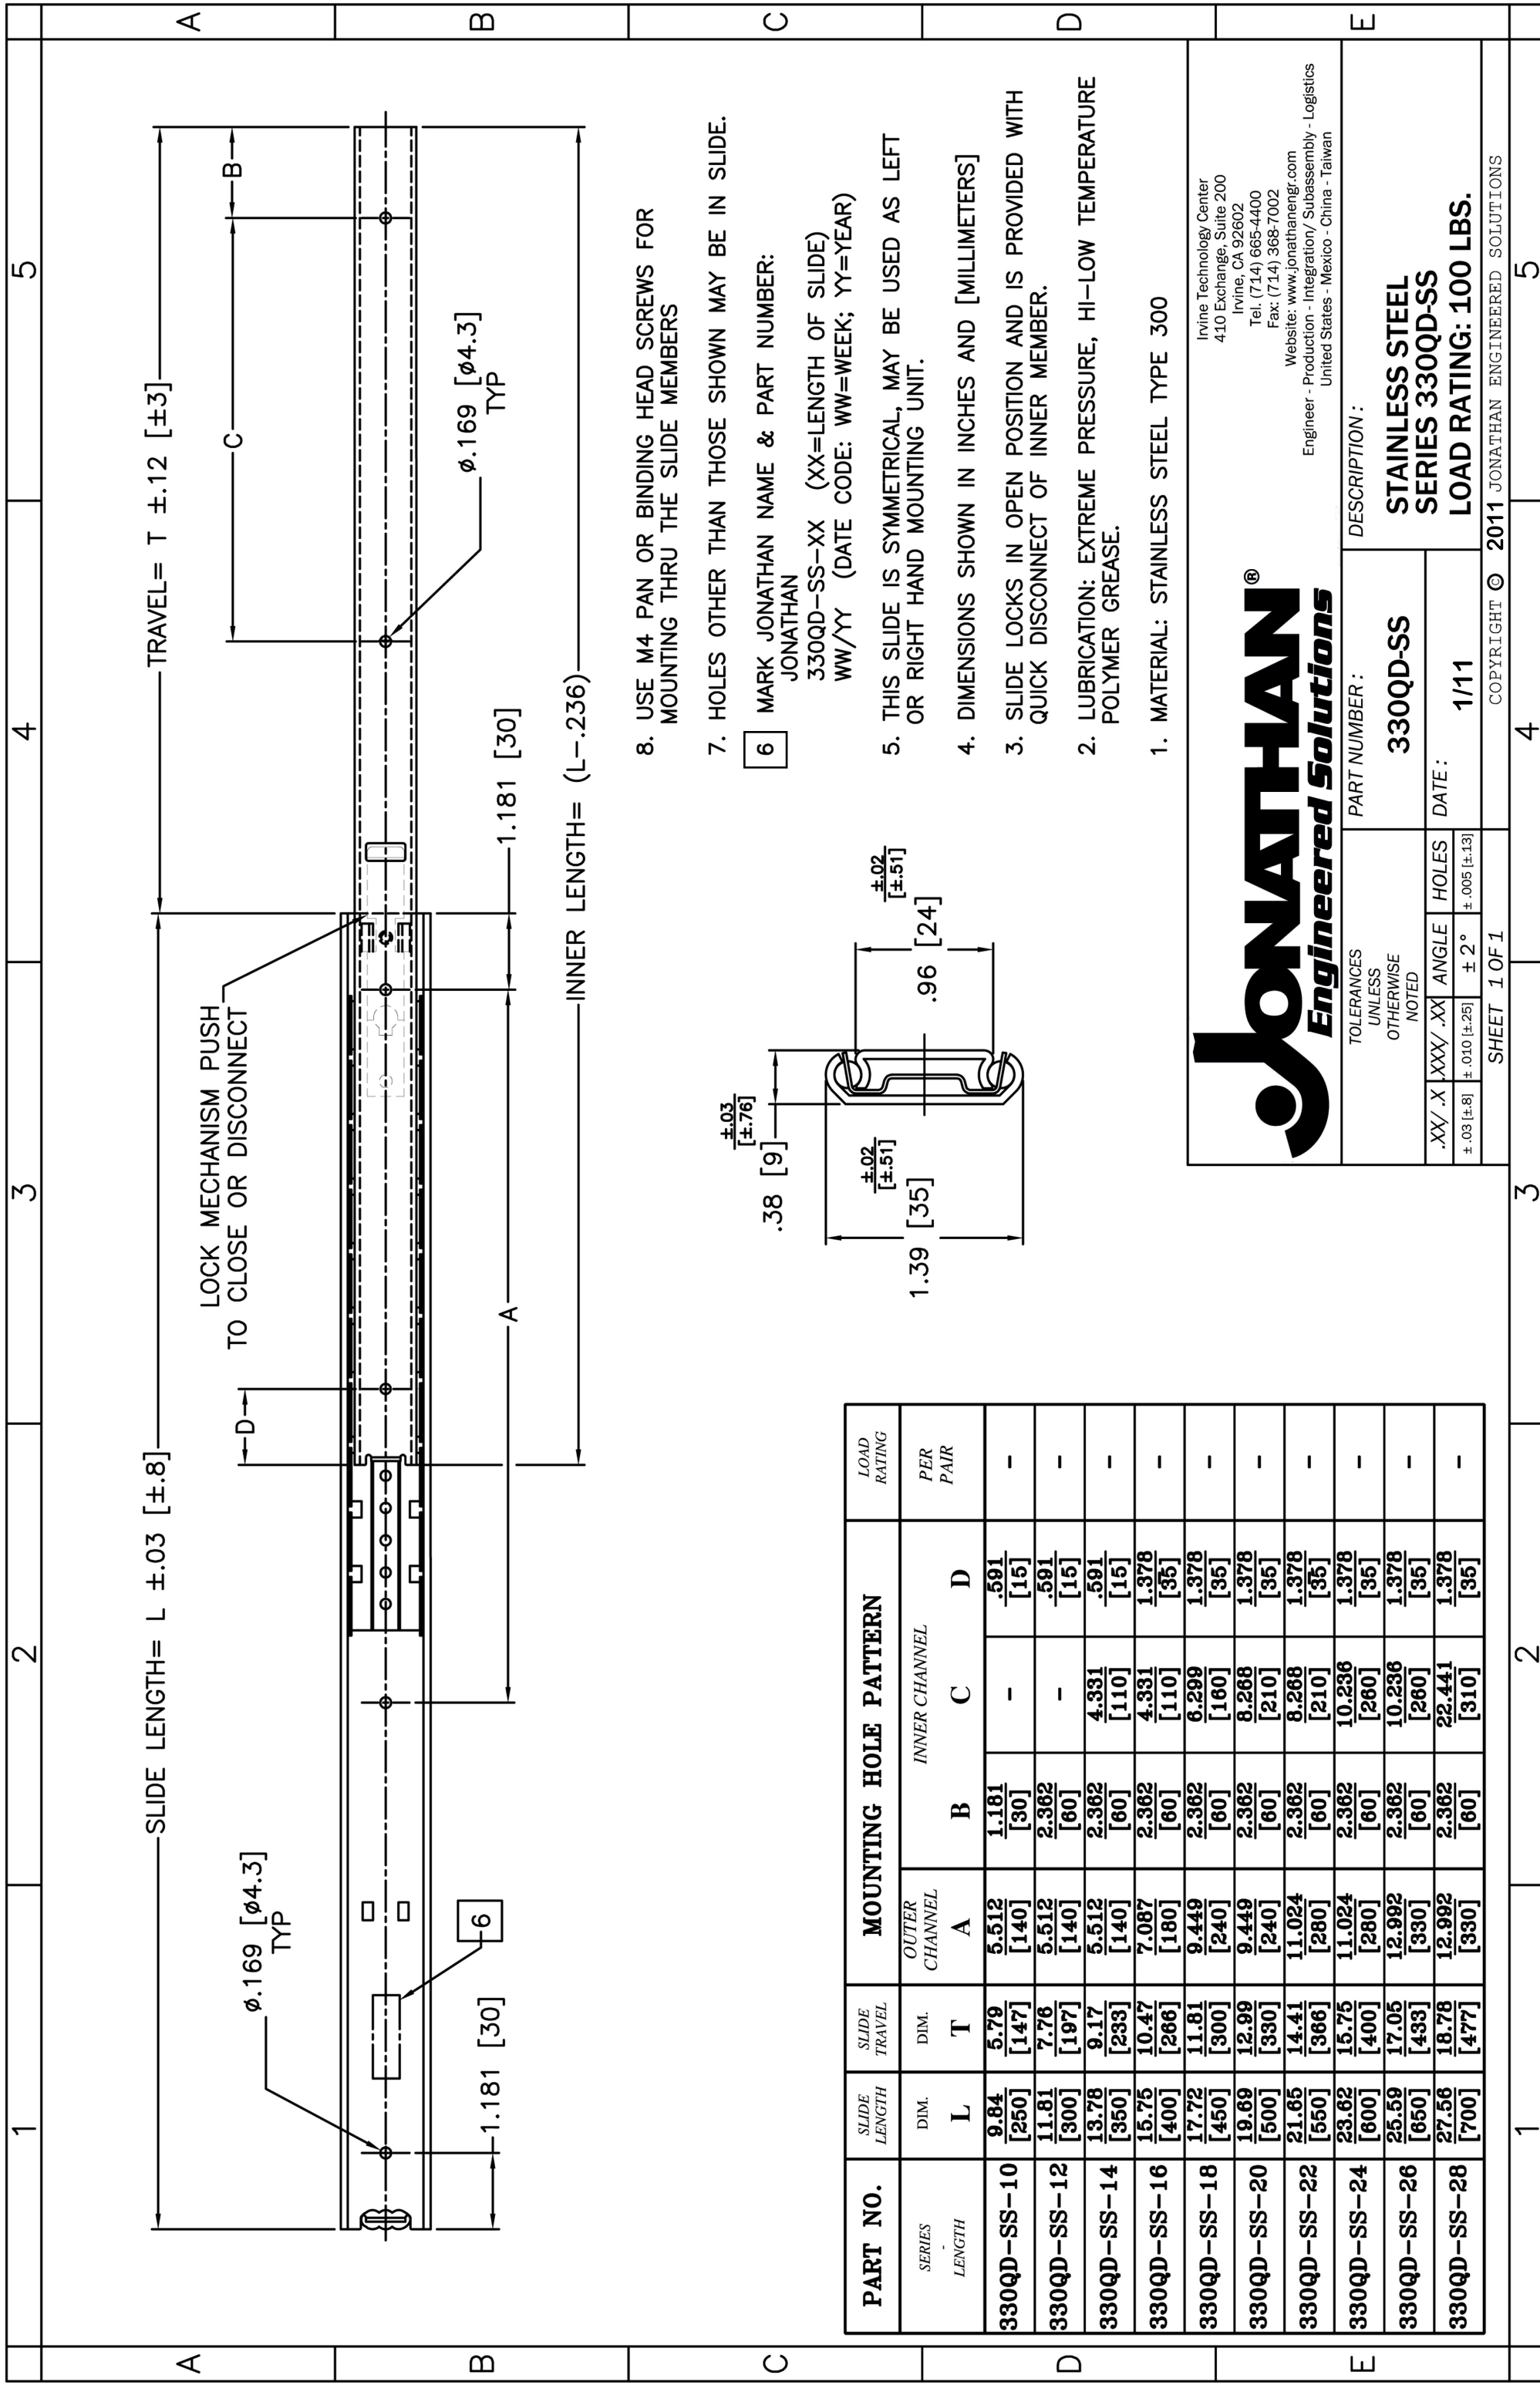 1
2
3
4
5
A
B
C
D
E
SLIDE LENGTH= L ±.03 [±.8]
TRAVEL= T ±.12 [±3]
LOCK MECHANISM PUSH
TO CLOSE OR DISCONNECT
ø.169 [ø4.3]
TYP
D
C
B
6
1.181 [30]
A
1.181 [30]
INNER LENGTH= (L-.236)
ø.169 [ø4.3]
TYP
.38 [9]
±.03
[±.76]
1.39 [35]
±.02
[±.51]
.96 [24]
±.02
[±.51]
8. USE M4 PAN OR BINDING HEAD SCREWS FOR
MOUNTING THRU THE SLIDE MEMBERS
7. HOLES OTHER THAN THOSE SHOWN MAY BE IN SLIDE.
6 MARK JONATHAN NAME & PART NUMBER:
JONATHAN
330QD-SS-XX (XX=LENGTH OF SLIDE)
WW/YY (DATE CODE: WW=WEEK; YY=YEAR)
5. THIS SLIDE IS SYMMETRICAL, MAY BE USED AS LEFT
OR RIGHT HAND MOUNTING UNIT.
4. DIMENSIONS SHOWN IN INCHES AND [MILLIMETERS]
3. SLIDE LOCKS IN OPEN POSITION AND IS PROVIDED WITH
QUICK DISCONNECT OF INNER MEMBER.
2. LUBRICATION: EXTREME PRESSURE, HI-LOW TEMPERATURE
POLYMER GREASE.
1. MATERIAL: STAINLESS STEEL TYPE 300
PART NO. SLIDE LENGTH SLIDE TRAVEL MOUNTING HOLE PATTERN LOAD RATING
SERIES - LENGTH DIM. L DIM. T OUTER CHANNEL A INNER CHANNEL B C D PER PAIR
330QD-SS-10 9.84 [250] 5.79 [147] 5.512 [140] 1.181 [30] - .591 [15] -
330QD-SS-12 11.81 [300] 7.76 [197] 5.512 [140] 2.362 [60] - .591 [15] -
330QD-SS-14 13.78 [350] 9.17 [233] 5.512 [140] 2.362 [60] 4.331 [110] .591 [15] -
330QD-SS-16 15.75 [400] 10.47 [266] 7.087 [180] 2.362 [60] 4.331 [110] 1.378 [35] -
330QD-SS-18 17.72 [450] 11.81 [300] 9.449 [240] 2.362 [60] 6.299 [160] 1.378 [35] -
330QD-SS-20 19.69 [500] 12.99 [330] 9.449 [240] 2.362 [60] 8.268 [210] 1.378 [35] -
330QD-SS-22 21.65 [550] 14.41 [366] 11.024 [280] 2.362 [60] 8.268 [210] 1.378 [35] -
330QD-SS-24 23.62 [600] 15.75 [400] 11.024 [280] 2.362 [60] 10.236 [260] 1.378 [35] -
330QD-SS-26 25.59 [650] 17.05 [433] 12.992 [330] 2.362 [60] 10.236 [260] 1.378 [35] -
330QD-SS-28 27.56 [700] 18.78 [477] 12.992 [330] 2.362 [60] 22.441 [310] 1.378 [35] -
JONATHAN®
Engineered Solutions
Irvine Technology Center
410 Exchange, Suite 200
Irvine, CA 92602
Tel. (714) 665-4400
Fax: (714) 368-7002
Website: www.jonathanengr.com
Engineer - Production - Integration/ Subassembly - Logistics
United States - Mexico - China - Taiwan
TOLERANCES
UNLESS
OTHERWISE
NOTED
.XX/ .X .XXX/ .XX ANGLE HOLES
± .03 [±.8] ± .010 [±.25] ± 2° ± .005 [±.13]
PART NUMBER :
330QD-SS
DATE :
1/11
DESCRIPTION :
STAINLESS STEEL
SERIES 330QD-SS
LOAD RATING: 100 LBS.
SHEET 1 OF 1
COPYRIGHT © 2011 JONATHAN ENGINEERED SOLUTIONS
A
B
C
D
E
1
2
3
4
5